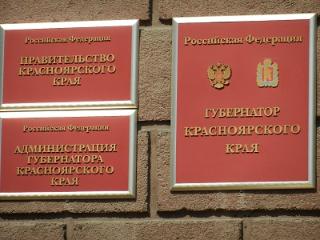 Российская Федерация
ПРАВИТЕЛЬСТВО
КРАСНОЯРСКОГО
КРАЯ
Российская Федерация
АДМИНИСТРАЦИЯ
ГУБЕРНАТОРА
КРАСНОЯРСКОГО
КРАЯ
Российская Федерация
ГУБЕРНАТОР
КРАСНОЯРСКОГО
КРАЯ